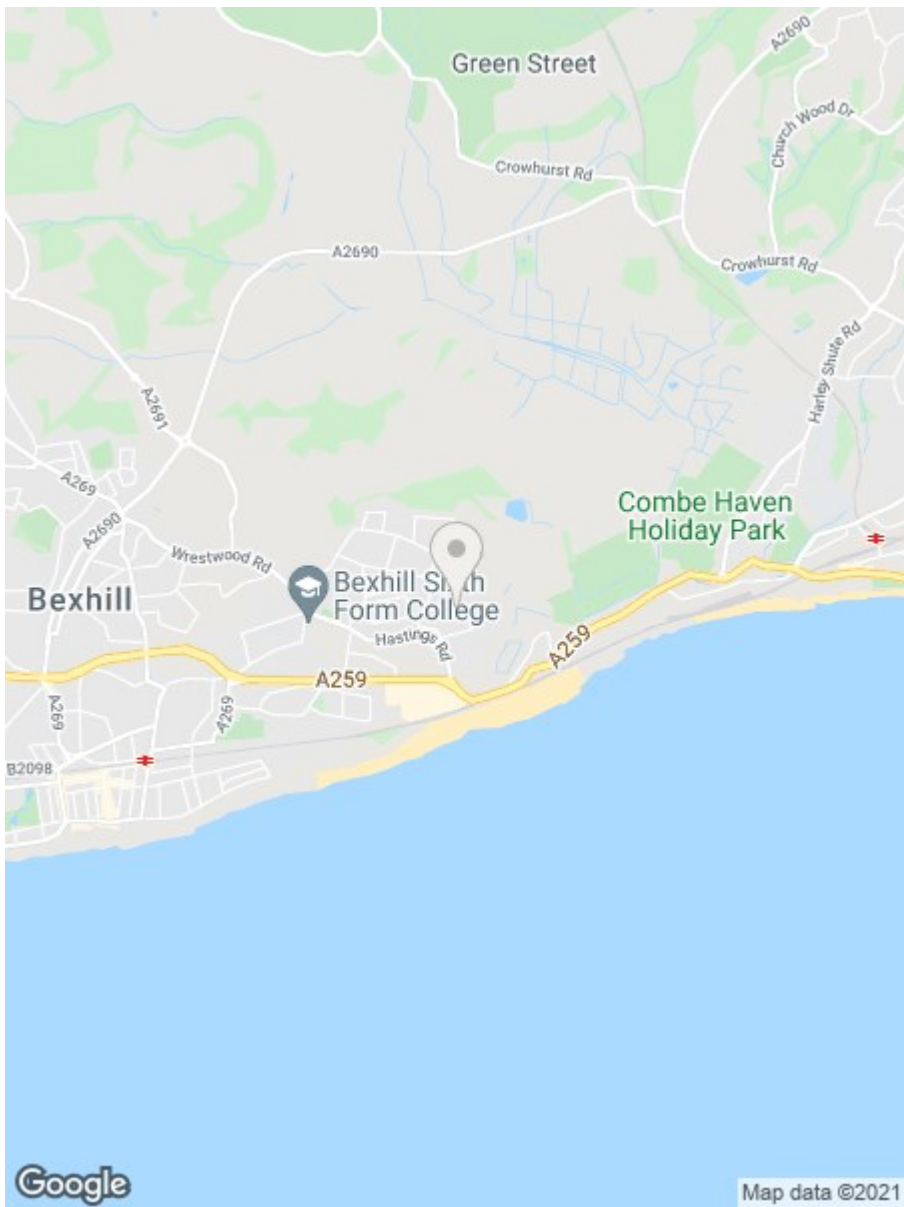 A2690
Green Street
Church Wood Dr
Crowhurst Rd
A2690
Crowhurst Rd
Harley Shute Rd
A2691
A269
A2690
Combe Haven
Holiday Park
Wrestwood Rd
Bexhill
Bexhill Sixth
Form College
Hastings Rd
A259
A259
A269
A269
B2098
Google
Map data ©2021